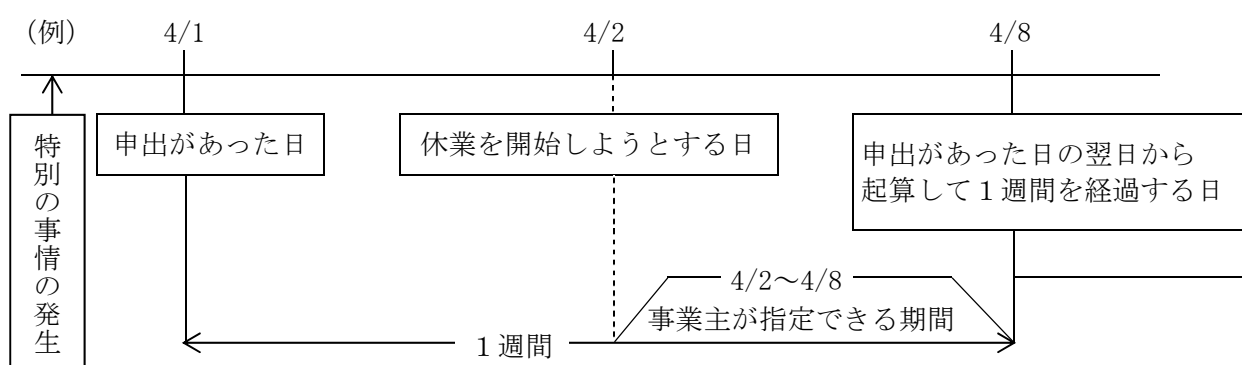 (例)
4/1
4/2
4/8
特別の事情の発生
申出があった日
休業を開始しようとする日
申出があった日の翌日から
起算して1週間を経過する日
4/2～4/8
事業主が指定できる期間
1週間